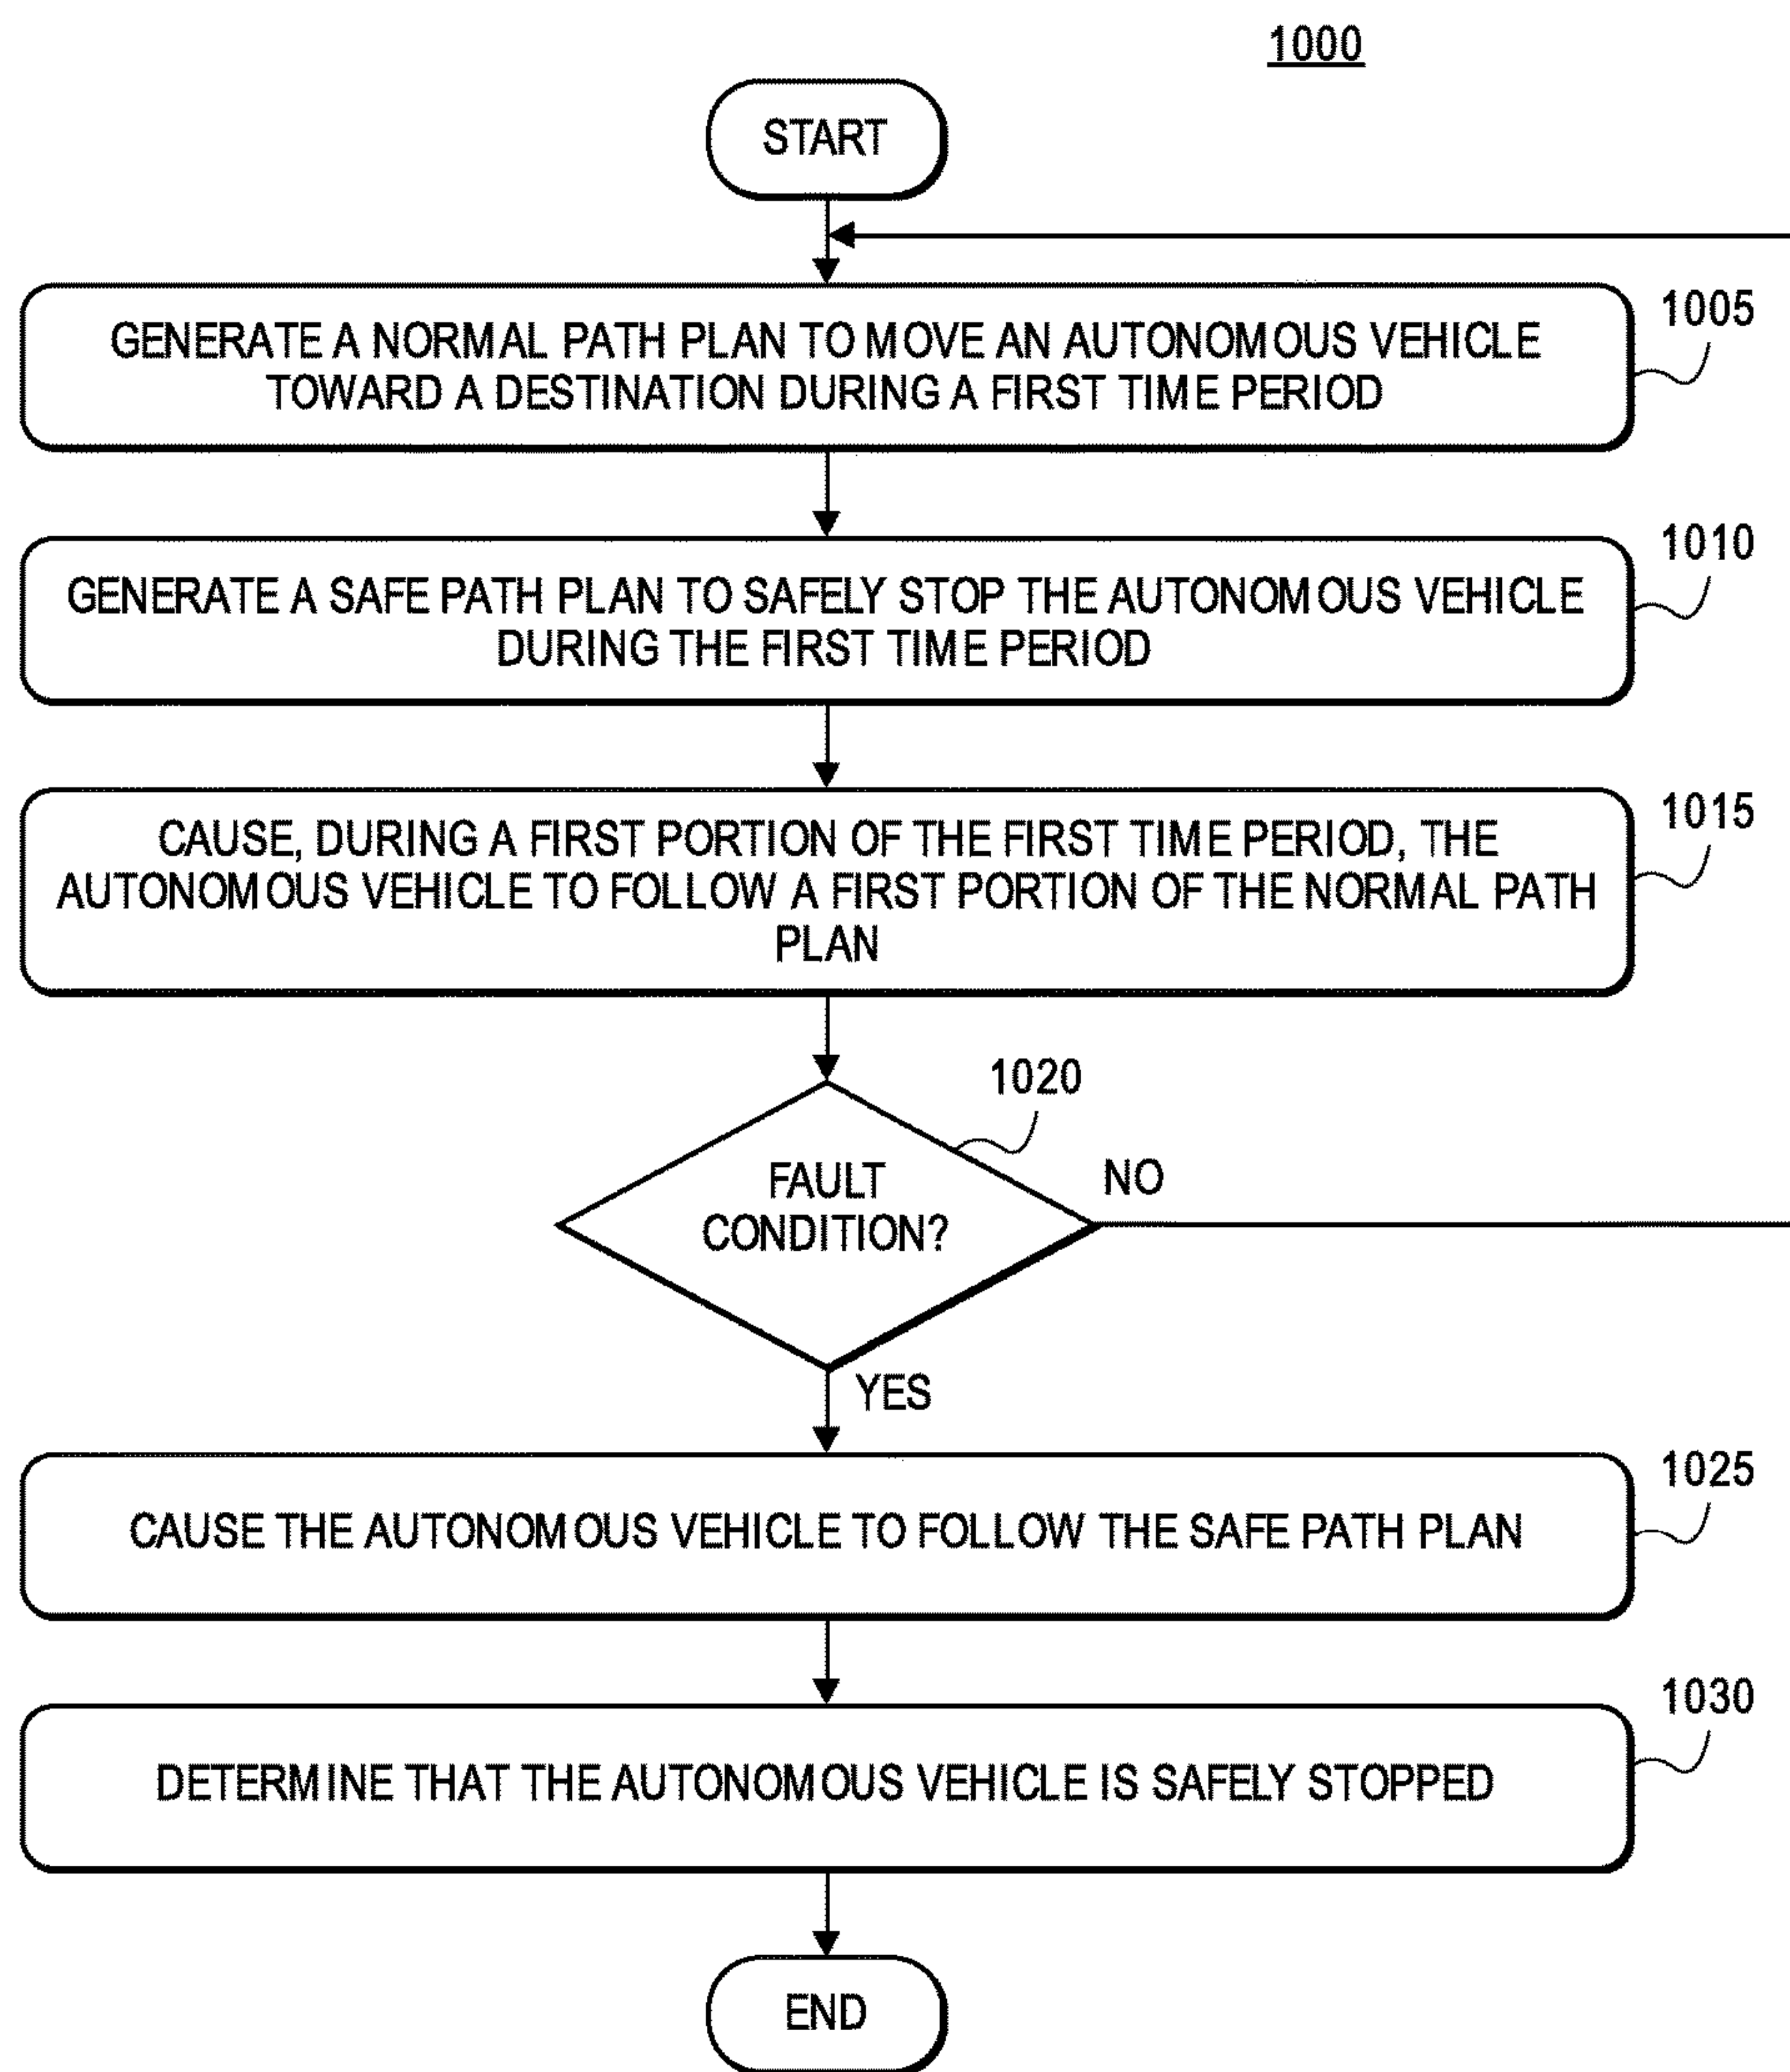 1000
START
GENERATE A NORMAL PATH PLAN TO MOVE AN AUTONOMOUS VEHICLE
TOWARD A DESTINATION DURING A FIRST TIME PERIOD
1005
GENERATE A SAFE PATH PLAN TO SAFELY STOP THE AUTONOMOUS VEHICLE
DURING THE FIRST TIME PERIOD
1010
CAUSE, DURING A FIRST PORTION OF THE FIRST TIME PERIOD, THE
AUTONOMOUS VEHICLE TO FOLLOW A FIRST PORTION OF THE NORMAL PATH
PLAN
1015
1020
FAULT
CONDITION?
NO
YES
CAUSE THE AUTONOMOUS VEHICLE TO FOLLOW THE SAFE PATH PLAN
1025
DETERMINE THAT THE AUTONOMOUS VEHICLE IS SAFELY STOPPED
1030
END